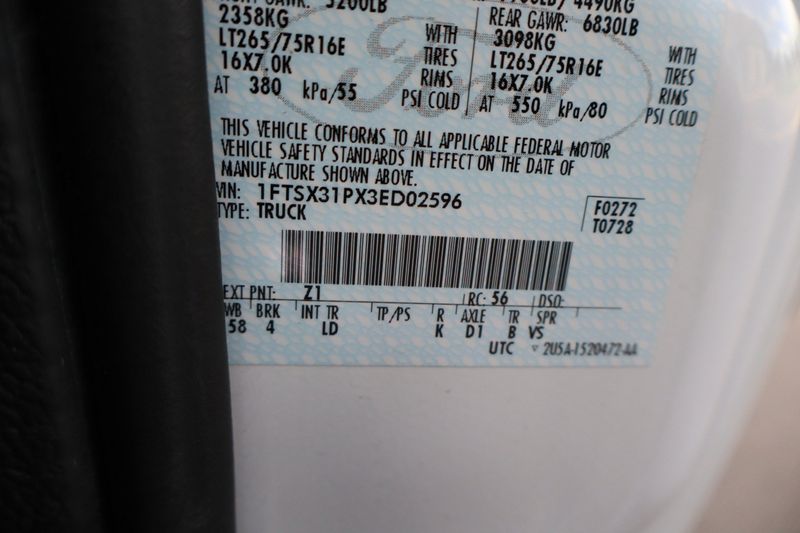 5200LB
2358KG
LT265/75R16E
16X7.0K
AT 380 kPa/55
WITH
TIRES
RIMS
PSI COLD
4490KG
REAR GAWR: 6830LB
3098KG
LT265/75R16E
16X7.0K
AT 550 kPa/80
WITH
TIRES
RIMS
PSI COLD
Ford
THIS VEHICLE CONFORMS TO ALL APPLICABLE FEDERAL MOTOR
VEHICLE SAFETY STANDARDS IN EFFECT ON THE DATE OF
MANUFACTURE SHOWN ABOVE.
VIN: 1FTSX31PX3ED02596
TYPE: TRUCK
F0272
T0728
EXT PNT: Z1 RC: 56 DSO:
WB BRK INT TR TP/PS R AXLE TR SPR
58 4 LD K D1 B VS
UTC 2U5A-1520472-AA